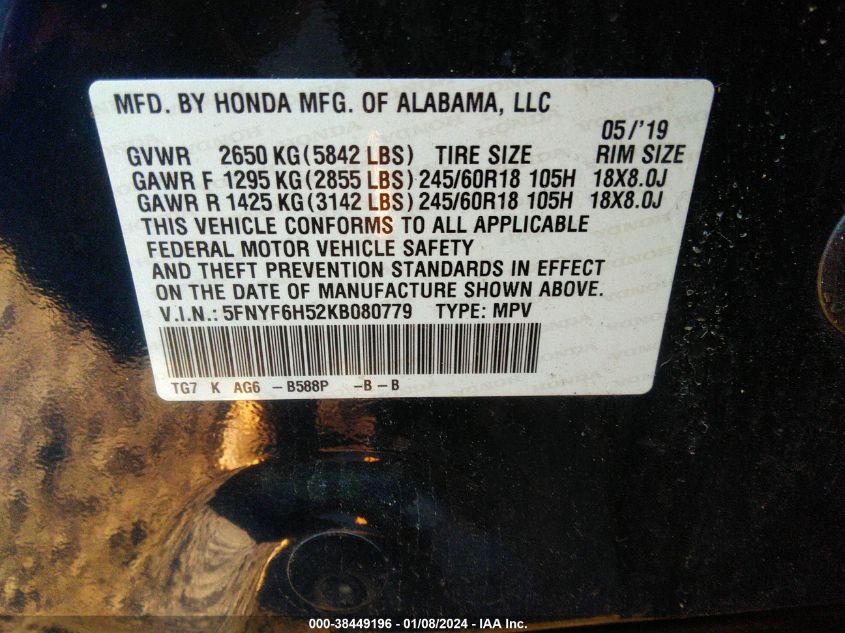 MFD. BY HONDA MFG. OF ALABAMA, LLC
05/'19
GVWR 2650 KG(5842 LBS) TIRE SIZE RIM SIZE
GAWR F 1295 KG(2855 LBS) 245/60R18 105H 18X8.0J
GAWR R 1425 KG(3142 LBS) 245/60R18 105H 18X8.0J
THIS VEHICLE CONFORMS TO ALL APPLICABLE
FEDERAL MOTOR VEHICLE SAFETY
AND THEFT PREVENTION STANDARDS IN EFFECT
ON THE DATE OF MANUFACTURE SHOWN ABOVE.
V.I.N.: 5FNYF6H52KB080779 TYPE: MPV
TG7 K AG6 -B588P -B-B
000-38449196 - 01/08/2024 - IAA Inc.